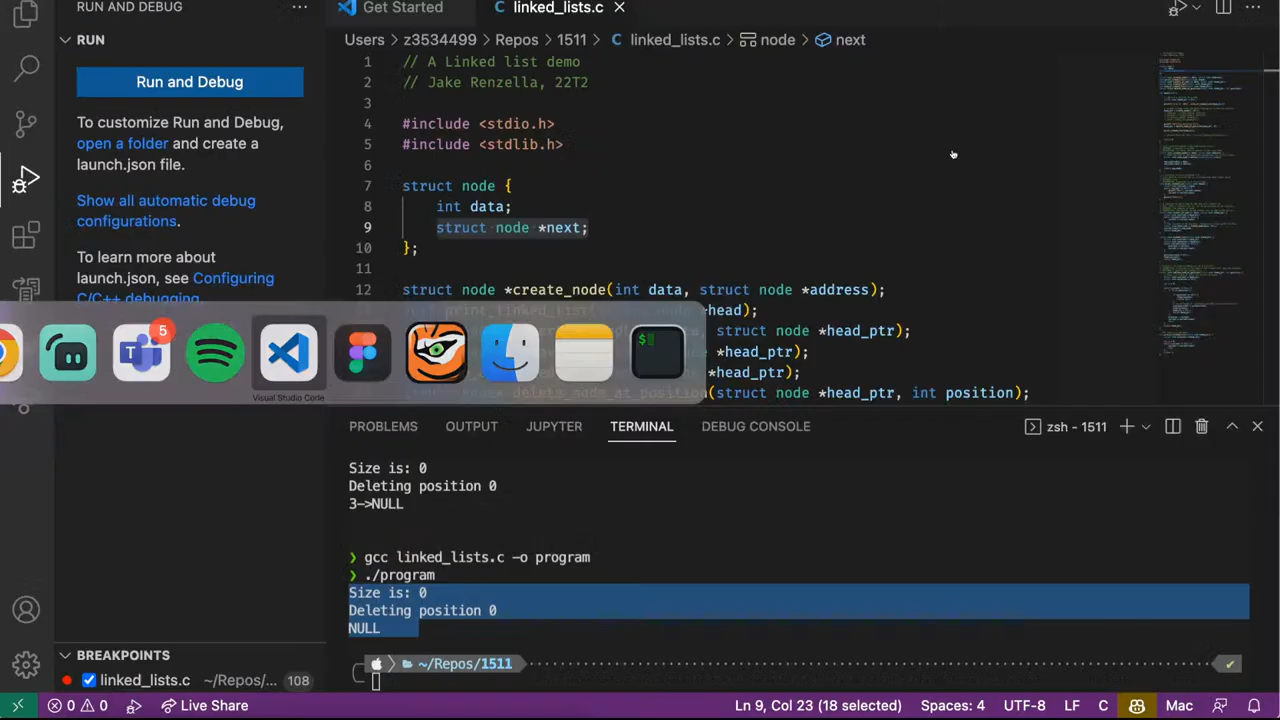 RUN AND DEBUG
Get Started
linked_lists.c
RUN
Users > z3534499 > Repos > 1511 > C linked_lists.c > node > next
Run and Debug
To customize Run and Debug,
open a folder and create a
launch.json file.
Show all automatic debug
configurations.
To learn more about
launch.json, see Configuring
C/C++ debugging.
1 // A Linked list demo
2 // Jake Renzella, 22T2
3
4 #include <stdio.h>
5 #include <stdlib.h>
6
7 struct node {
8 int data;
9 struct node *next;
10 };
11
12 struct node *create_node(int data, struct node *address);
*head);
, struct node *head_ptr);
*head_ptr);
*head_ptr);
delete_node_at_position(struct node *head_ptr, int position);
5
$
Visual Studio Code
PROBLEMS OUTPUT JUPYTER TERMINAL DEBUG CONSOLE
zsh - 1511
Size is: 0
Deleting position 0
3->NULL
❯ gcc linked_lists.c -o program
❯ ./program
Size is: 0
Deleting position 0
NULL
~/Repos/1511
BREAKPOINTS
linked_lists.c ~/Repos/... 108
0 0 Live Share
Ln 9, Col 23 (18 selected) Spaces: 4 UTF-8 LF C Mac